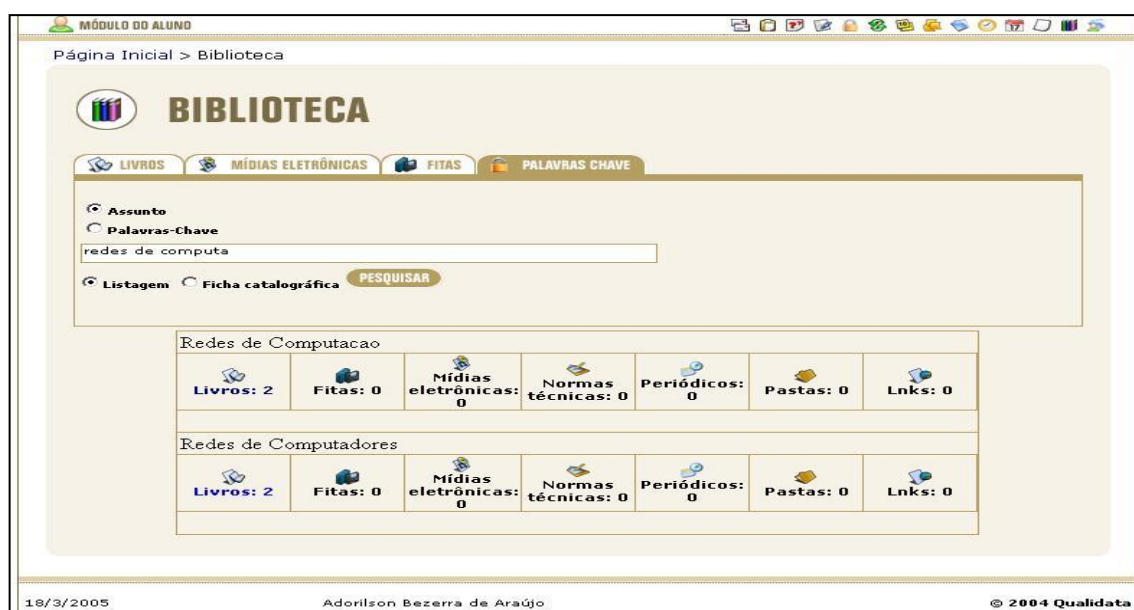 MÓDULO DO ALUNO
Página Inicial > Biblioteca
BIBLIOTECA
LIVROS MÍDIAS ELETRÔNICAS FITAS PALAVRAS CHAVE
Assunto
Palavras-Chave
redes de computa
Listagem Ficha catalográfica PESQUISAR
Redes de Computacao
Livros: 2 Fitas: 0 Mídias eletrônicas: 0 Normas técnicas: 0 Periódicos: 0 Pastas: 0 Lnks: 0
Redes de Computadores
Livros: 2 Fitas: 0 Mídias eletrônicas: 0 Normas técnicas: 0 Periódicos: 0 Pastas: 0 Lnks: 0
18/3/2005 Adorilson Bezerra de Araújo © 2004 Qualidata